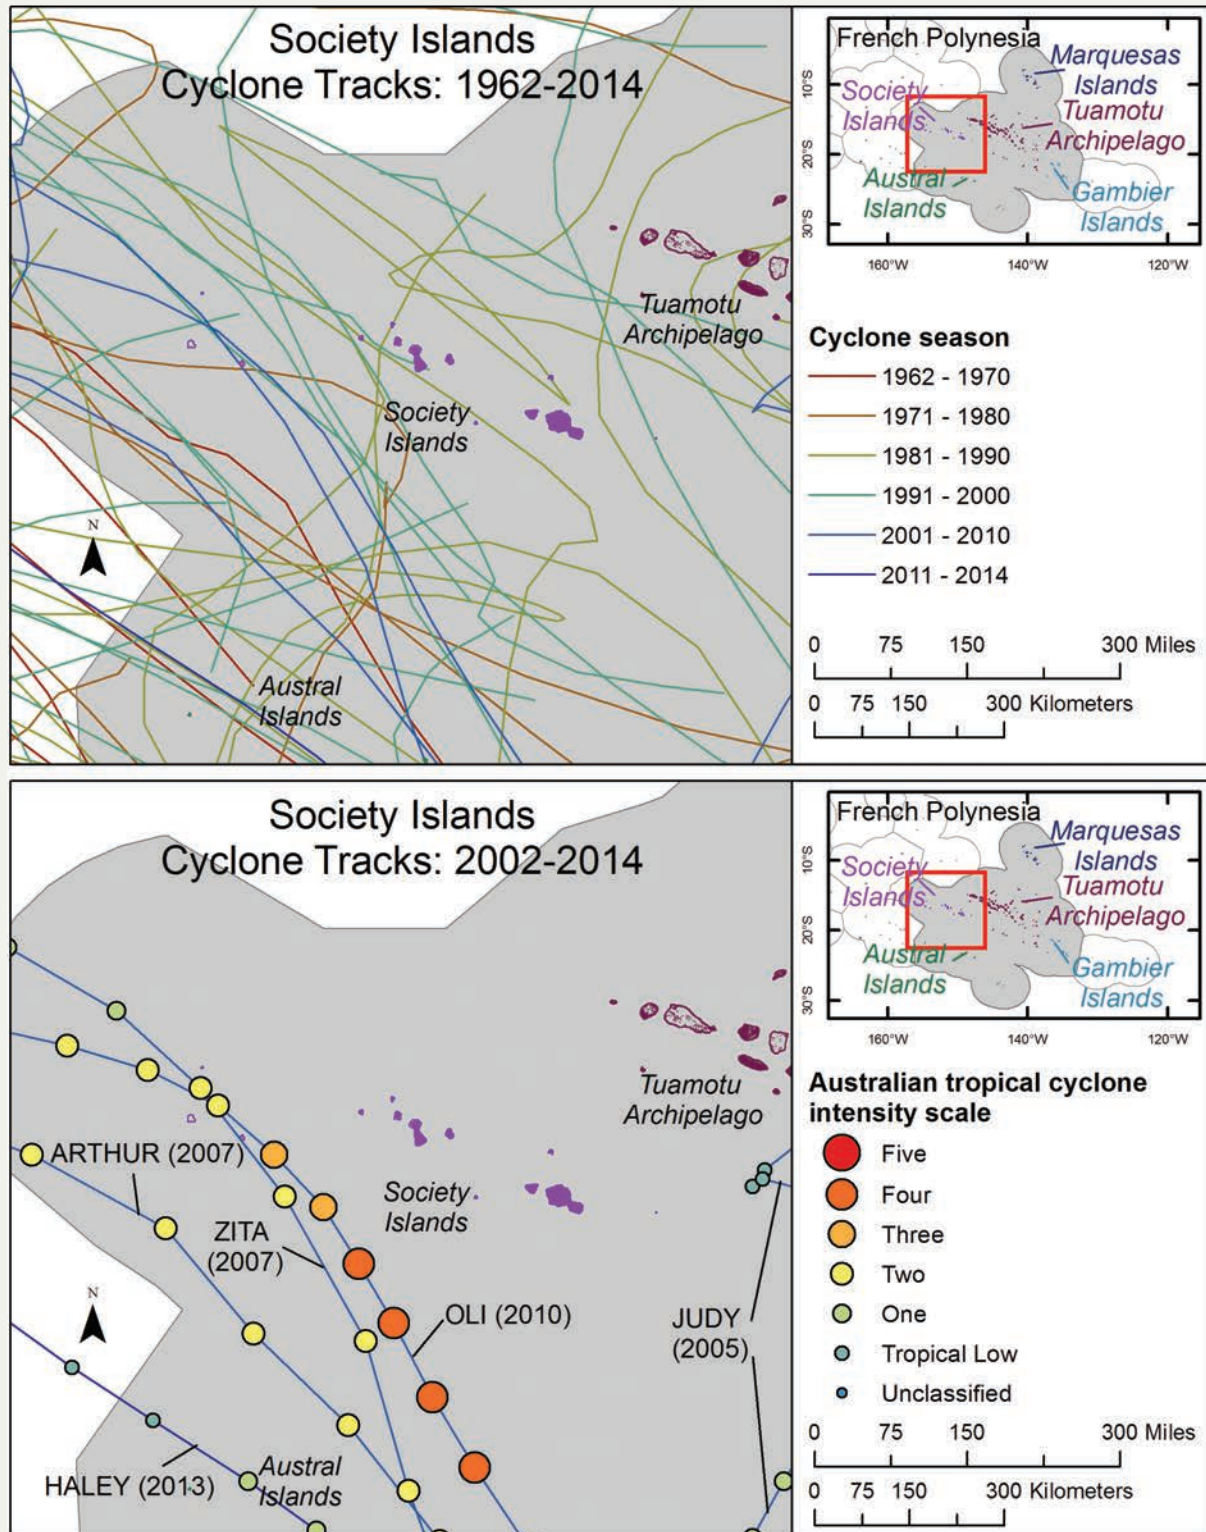 Society Islands
Cyclone Tracks: 1962-2014
Tuamotu
Archipelago
Society
Islands
N
Austral
Islands
French Polynesia
Marquesas
Islands
Society
Islands
Tuamotu
Archipelago
Austral
Islands
Gambier
Islands
10°S
20°S
30°S
160°W 140°W 120°W
Cyclone season
1962 - 1970
1971 - 1980
1981 - 1990
1991 - 2000
2001 - 2010
2011 - 2014
0 75 150 300 Miles
0 75 150 300 Kilometers
Society Islands
Cyclone Tracks: 2002-2014
Tuamotu
Archipelago
ARTHUR (2007)
Society
Islands
ZITA
(2007)
N
OLI (2010)
JUDY
(2005)
HALEY (2013)
Austral
Islands
French Polynesia
Marquesas
Islands
Society
Islands
Tuamotu
Archipelago
Austral
Islands
Gambier
Islands
10°S
20°S
30°S
160°W 140°W 120°W
Australian tropical cyclone
intensity scale
Five
Four
Three
Two
One
Tropical Low
Unclassified
0 75 150 300 Miles
0 75 150 300 Kilometers